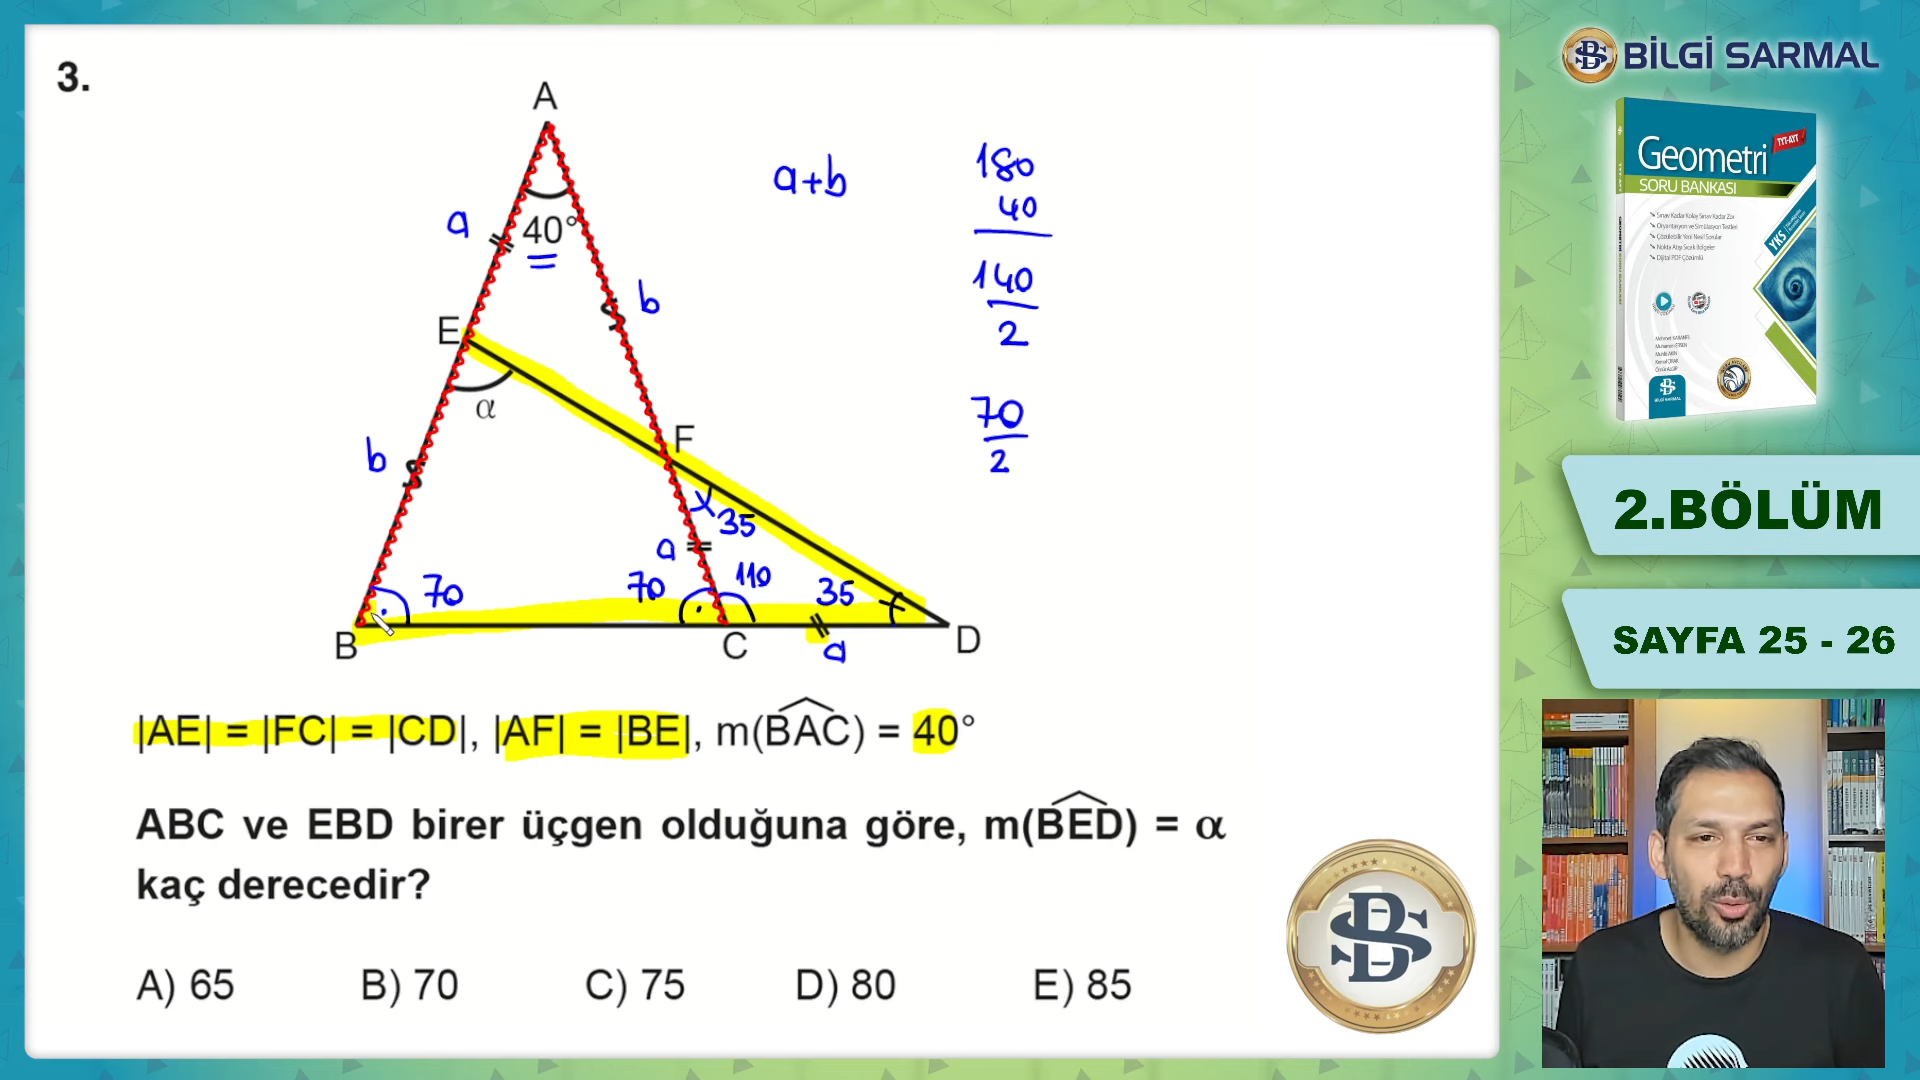 3.
A
a
40°
b
E
α
F
b
35
a
70
70
110
35
B
C
D
a
a+b
180
40
140
2
70
2
|AE| = |FC| = |CD|, |AF| = |BE|, m(BAC) = 40°
ABC ve EBD birer üçgen olduğuna göre, m(BED) = α
kaç derecedir?
A) 65 B) 70 C) 75 D) 80 E) 85
BİLGİ SARMAL
Geometri
TYT-AYT
SORU BANKASI
YKS
2.BÖLÜM
SAYFA 25 - 26